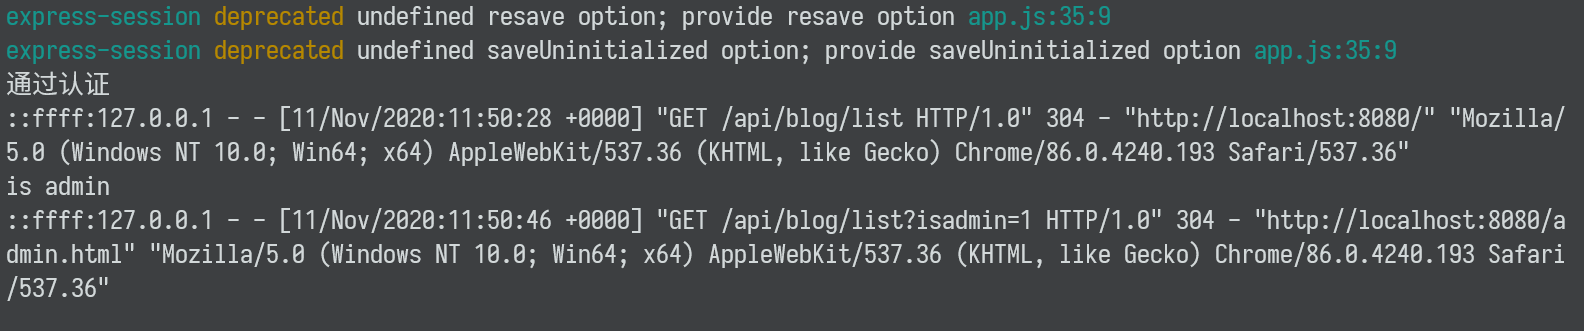 express-session deprecated undefined resave option; provide resave option app.js:35:9
express-session deprecated undefined saveUninitialized option; provide saveUninitialized option app.js:35:9
通过认证
::ffff:127.0.0.1 - - [11/Nov/2020:11:50:28 +0000] "GET /api/blog/list HTTP/1.0" 304 - "http://localhost:8080/" "Mozilla/
5.0 (Windows NT 10.0; Win64; x64) AppleWebKit/537.36 (KHTML, like Gecko) Chrome/86.0.4240.193 Safari/537.36"
is admin
::ffff:127.0.0.1 - - [11/Nov/2020:11:50:46 +0000] "GET /api/blog/list?isadmin=1 HTTP/1.0" 304 - "http://localhost:8080/a
dmin.html" "Mozilla/5.0 (Windows NT 10.0; Win64; x64) AppleWebKit/537.36 (KHTML, like Gecko) Chrome/86.0.4240.193 Safari
/537.36"